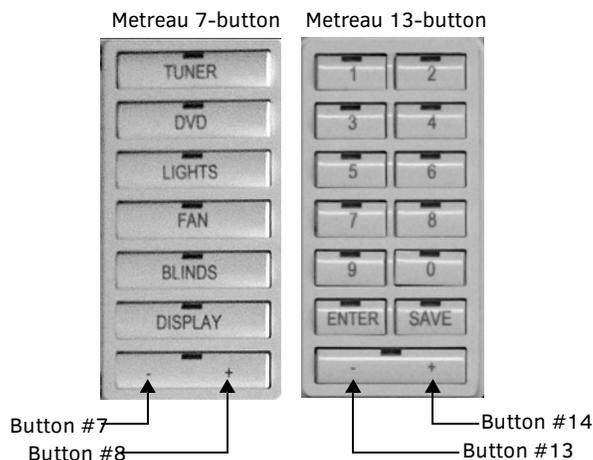 Metreau 7-button
Metreau 13-button
TUNER
DVD
LIGHTS
FAN
BLINDS
DISPLAY
- +
1 2
3 4
5 6
7 8
9 0
ENTER SAVE
- +
Button #7
Button #8
Button #14
Button #13